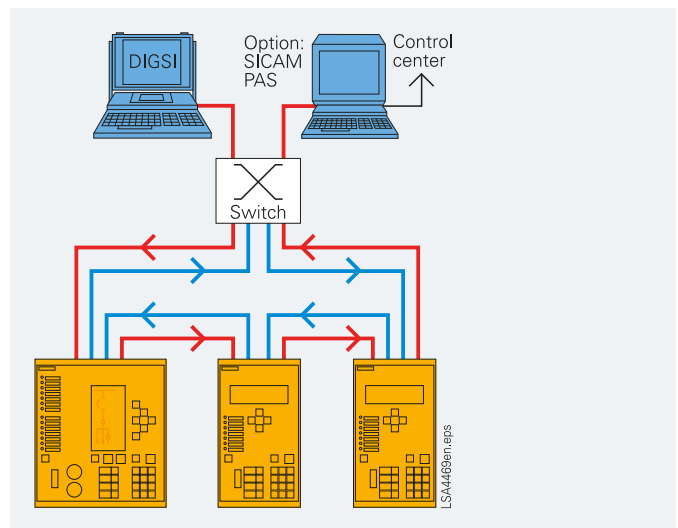 DIGSI
Option:
SICAM
PAS
Control
center
Switch
LSA4469en.eps